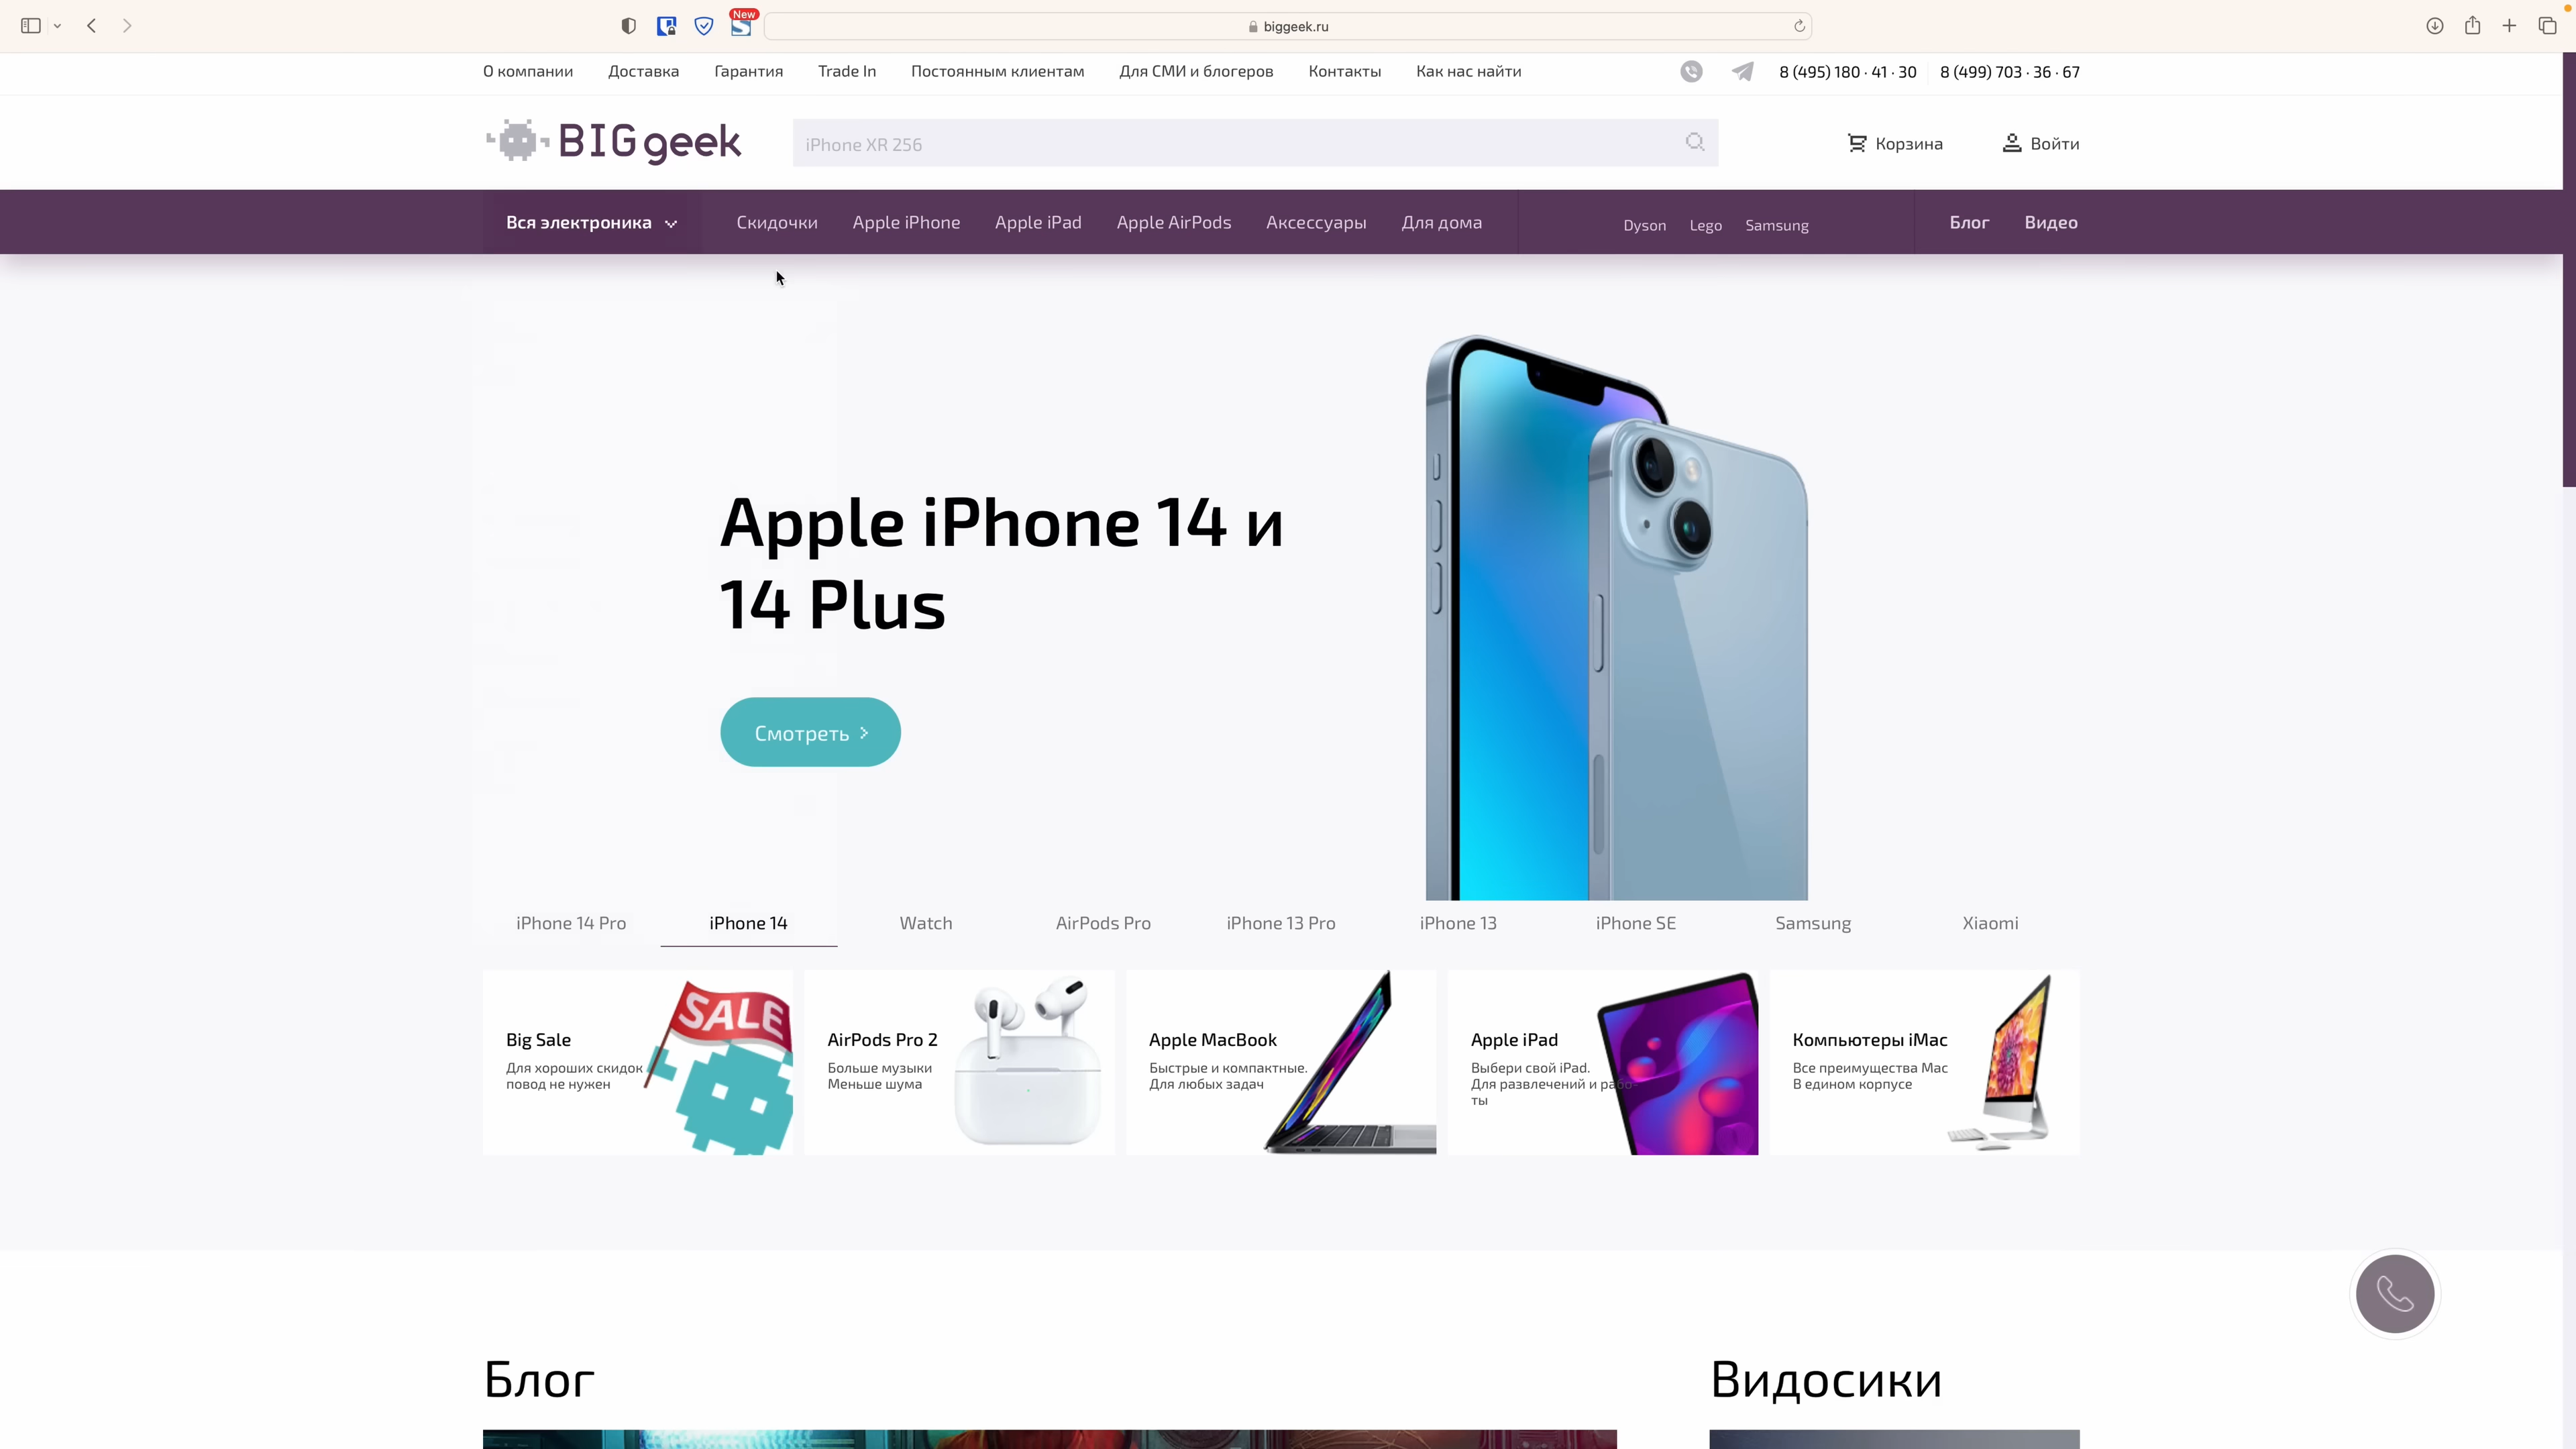 New
biggeek.ru
О компании
Доставка
Гарантия
Trade In
Постоянным клиентам
Для СМИ и блогеров
Контакты
Как нас найти
8 (495) 180 · 41 · 30
8 (499) 703 · 36 · 67
BIG geek
iPhone XR 256
Корзина
Войти
Вся электроника
Скидочки
Apple iPhone
Apple iPad
Apple AirPods
Аксессуары
Для дома
Dyson
Lego
Samsung
Блог
Видео
Apple iPhone 14 и
14 Plus
Смотреть
iPhone 14 Pro
iPhone 14
Watch
AirPods Pro
iPhone 13 Pro
iPhone 13
iPhone SE
Samsung
Xiaomi
Big Sale
Для хороших скидок
повод не нужен
SALE
AirPods Pro 2
Больше музыки
Меньше шума
Apple MacBook
Быстрые и компактные.
Для любых задач
Apple iPad
Выбери свой iPad.
Для развлечений и рабо-
ты
Компьютеры iMac
Все преимущества Mac
В едином корпусе
Блог
Видосики